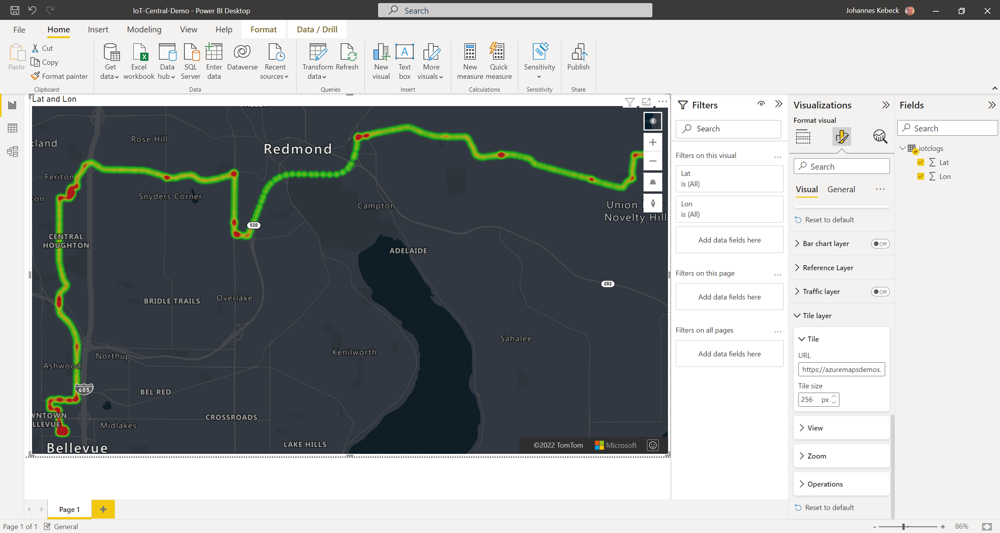 IoT-Central-Demo - Power BI Desktop
Search
Johannes Kebeck
File
Home
Insert
Modeling
View
Help
Format
Data / Drill
Paste
Cut
Copy
Format painter
Clipboard
Get
data
Excel
workbook
Data
hub
SQL
Server
Enter
data
Dataverse
Recent
sources
Data
Transform
data
Refresh
Queries
New
visual
Text
box
More
visuals
Insert
New
measure
Quick
measure
Calculations
Sensitivity
Sensitivity
Publish
Share
Lat and Lon
kland
Rose Hill
Redmond
Feriton
Snyders Corner
ton
Campton
Union
Novelty Hill
520
CENTRAL
HOUGHTON
ADELAIDE
202
BRIDLE TRAILS
Overlake
Sahalee
Kenilworth
Northup
Ashwood
405
BEL RED
WNTOWN
LLEVUE
CROSSROADS
Midlakes
LAKE HILLS
Bellevue
©2022 TomTom
Microsoft
Filters
Search
Filters on this visual
...
Lat
is (All)
Lon
is (All)
Add data fields here
Filters on this page
...
Add data fields here
Filters on all pages
...
Add data fields here
Visualizations
Format visual
Search
Visual
General
...
Reset to default
Bar chart layer
Off
Reference Layer
Traffic layer
Off
Tile layer
Tile
URL
https://azuremapsdemos.
Tile size
256 px
View
Zoom
Operations
Reset to default
Fields
Search
iotclogs
∑ Lat
∑ Lon
Page 1
+
Page 1 of 1
General
- + 86%